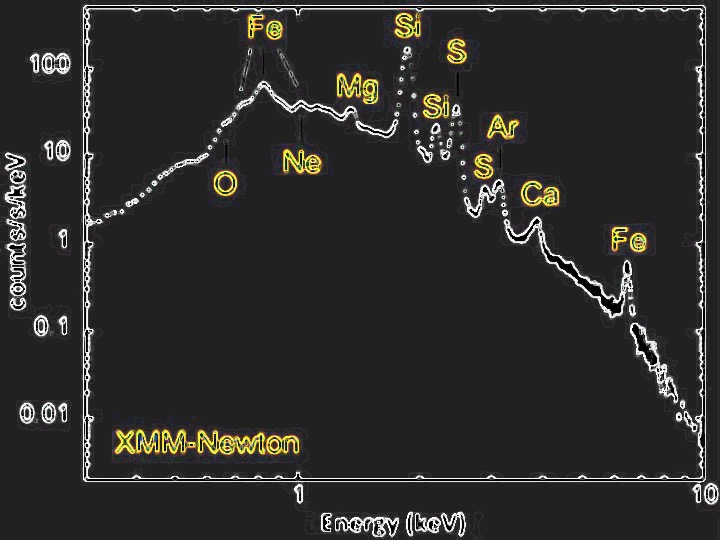 Fe
Si
S
100
Mg
Si
Ar
10
Ne
S
O
Ca
1
Fe
counts/s/keV
0.1
0.01
XMM-Newton
1
10
Energy (keV)